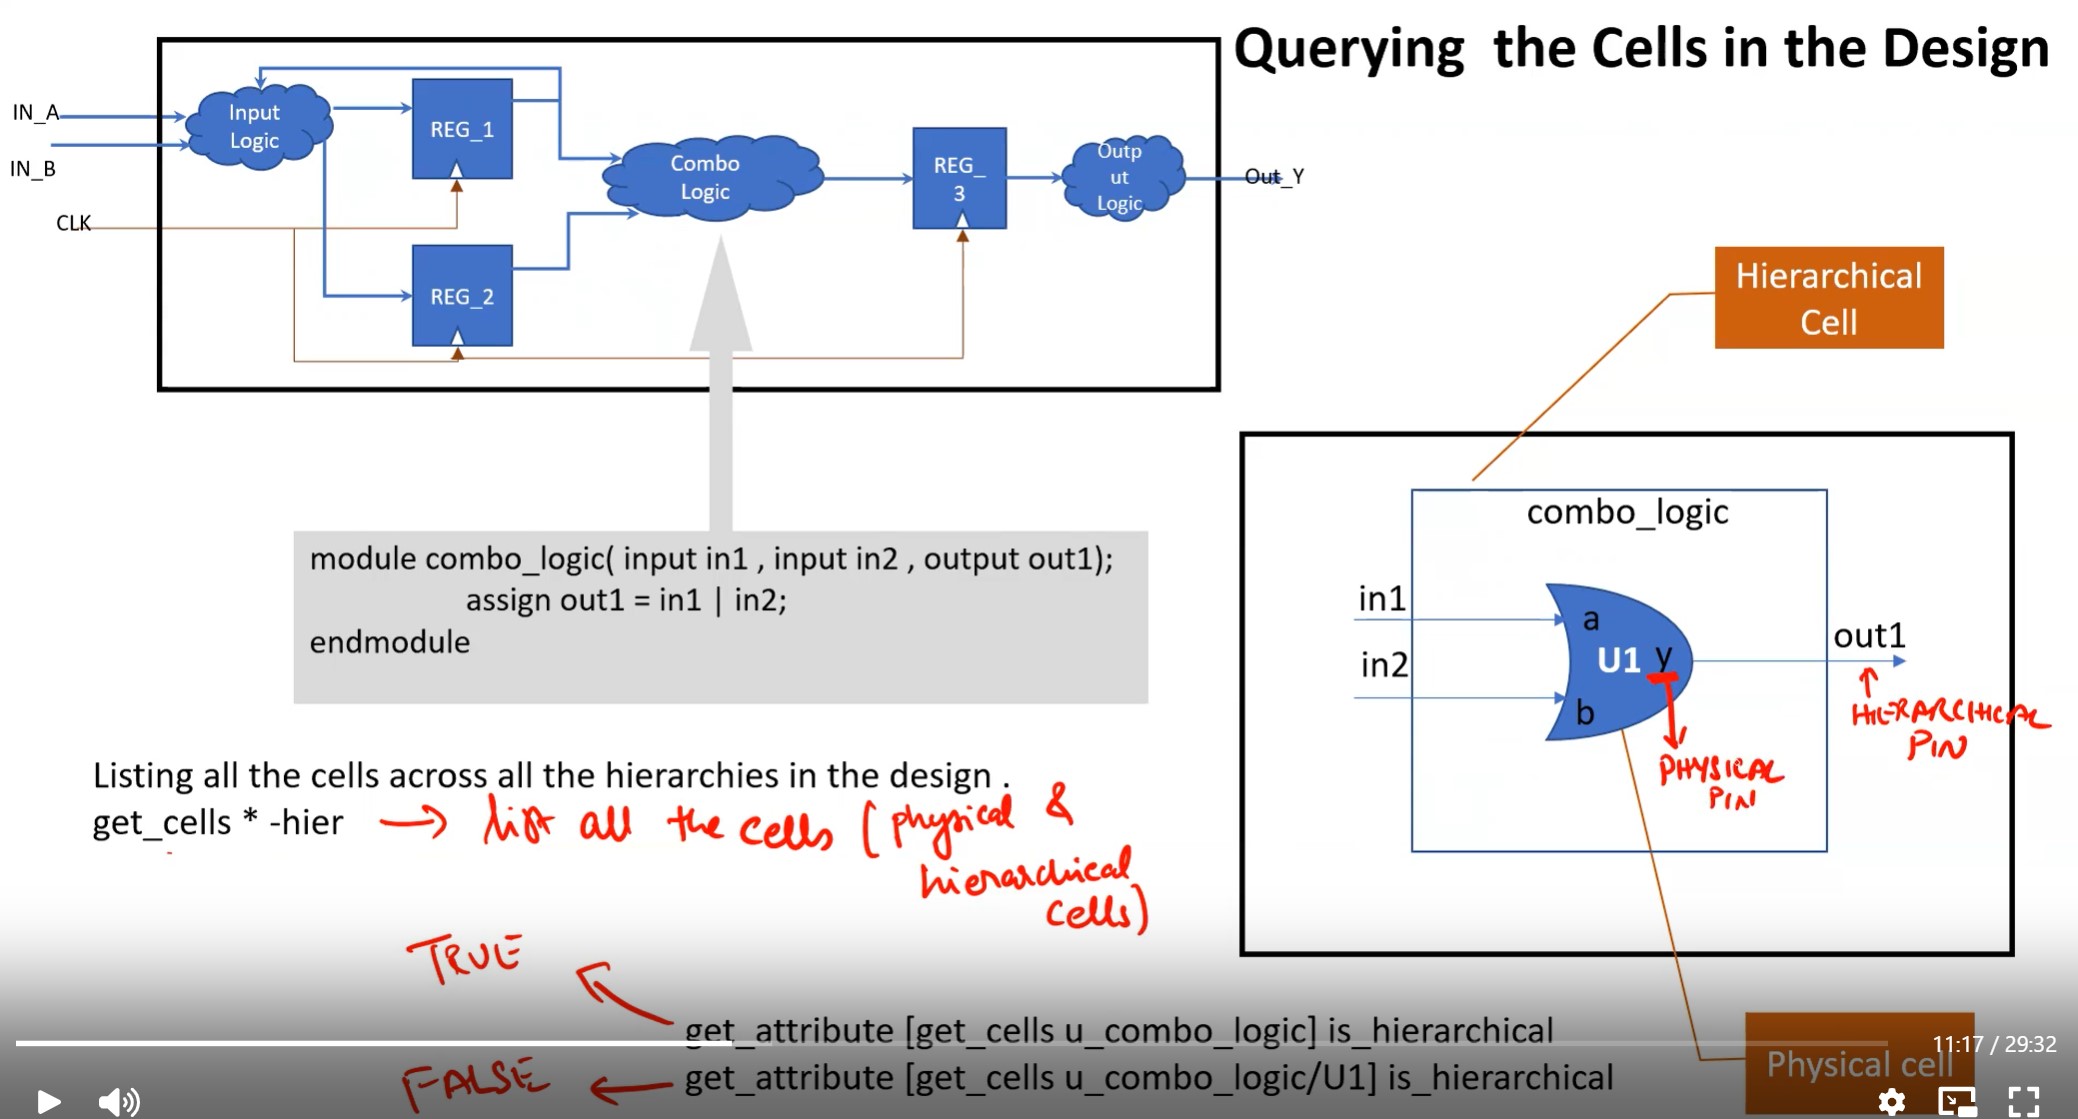 Querying the Cells in the Design
IN_A
IN_B
CLK
Input
Logic
REG_1
REG_2
Combo
Logic
REG_
3
Outp
ut
Logic
Out_Y
Hierarchical
Cell
module combo_logic( input in1 , input in2 , output out1);
assign out1 = in1 | in2;
endmodule
combo_logic
in1
in2
a
U1 y
b
out1
HIERARCHICAL
PIN
PHYSICAL
PIN
Listing all the cells across all the hierarchies in the design .
get_cells * -hier
list all the cells (physical &
hierarchical
cells)
TRUE
get_attribute [get_cells u_combo_logic] is_hierarchical
FALSE
get_attribute [get_cells u_combo_logic/U1] is_hierarchical
Physical cell
11:17 / 29:32